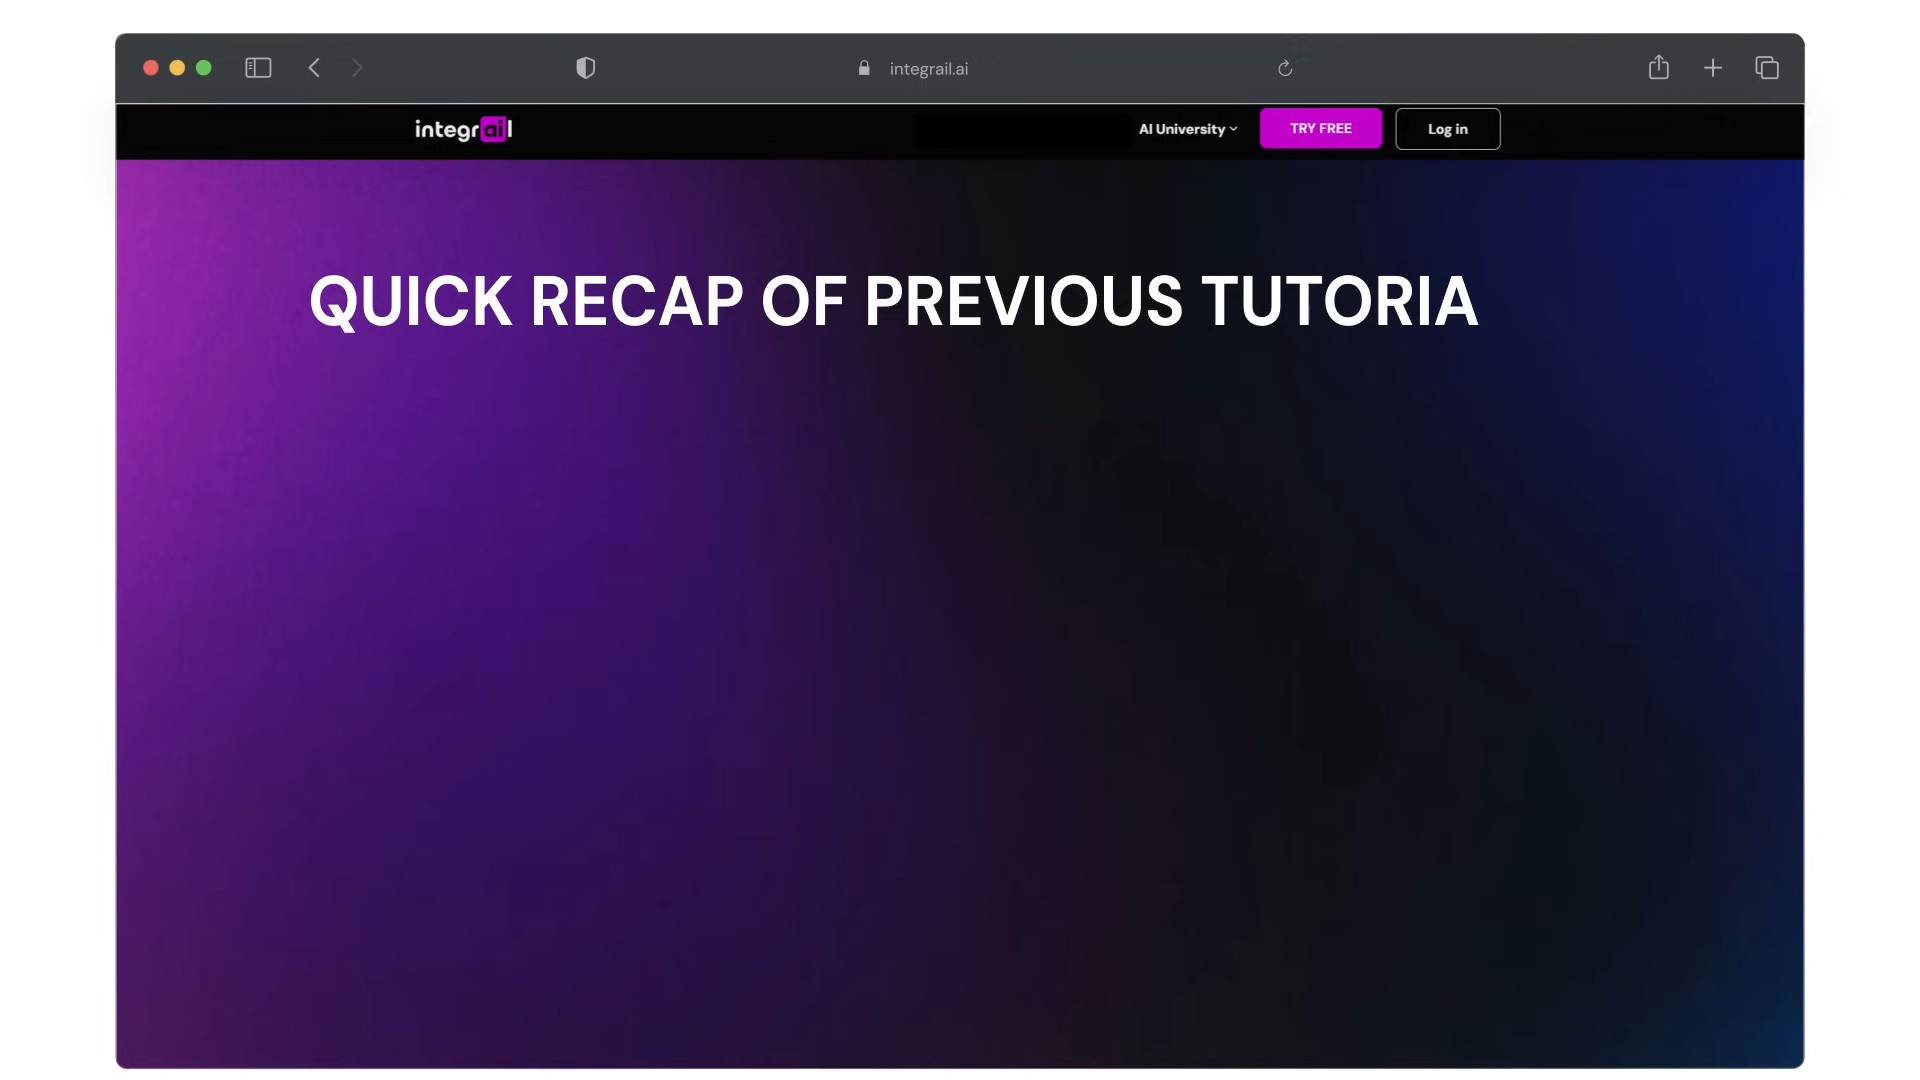 integrail.ai
integrail
AI University
TRY FREE
Log in
QUICK RECAP OF PREVIOUS TUTORIA